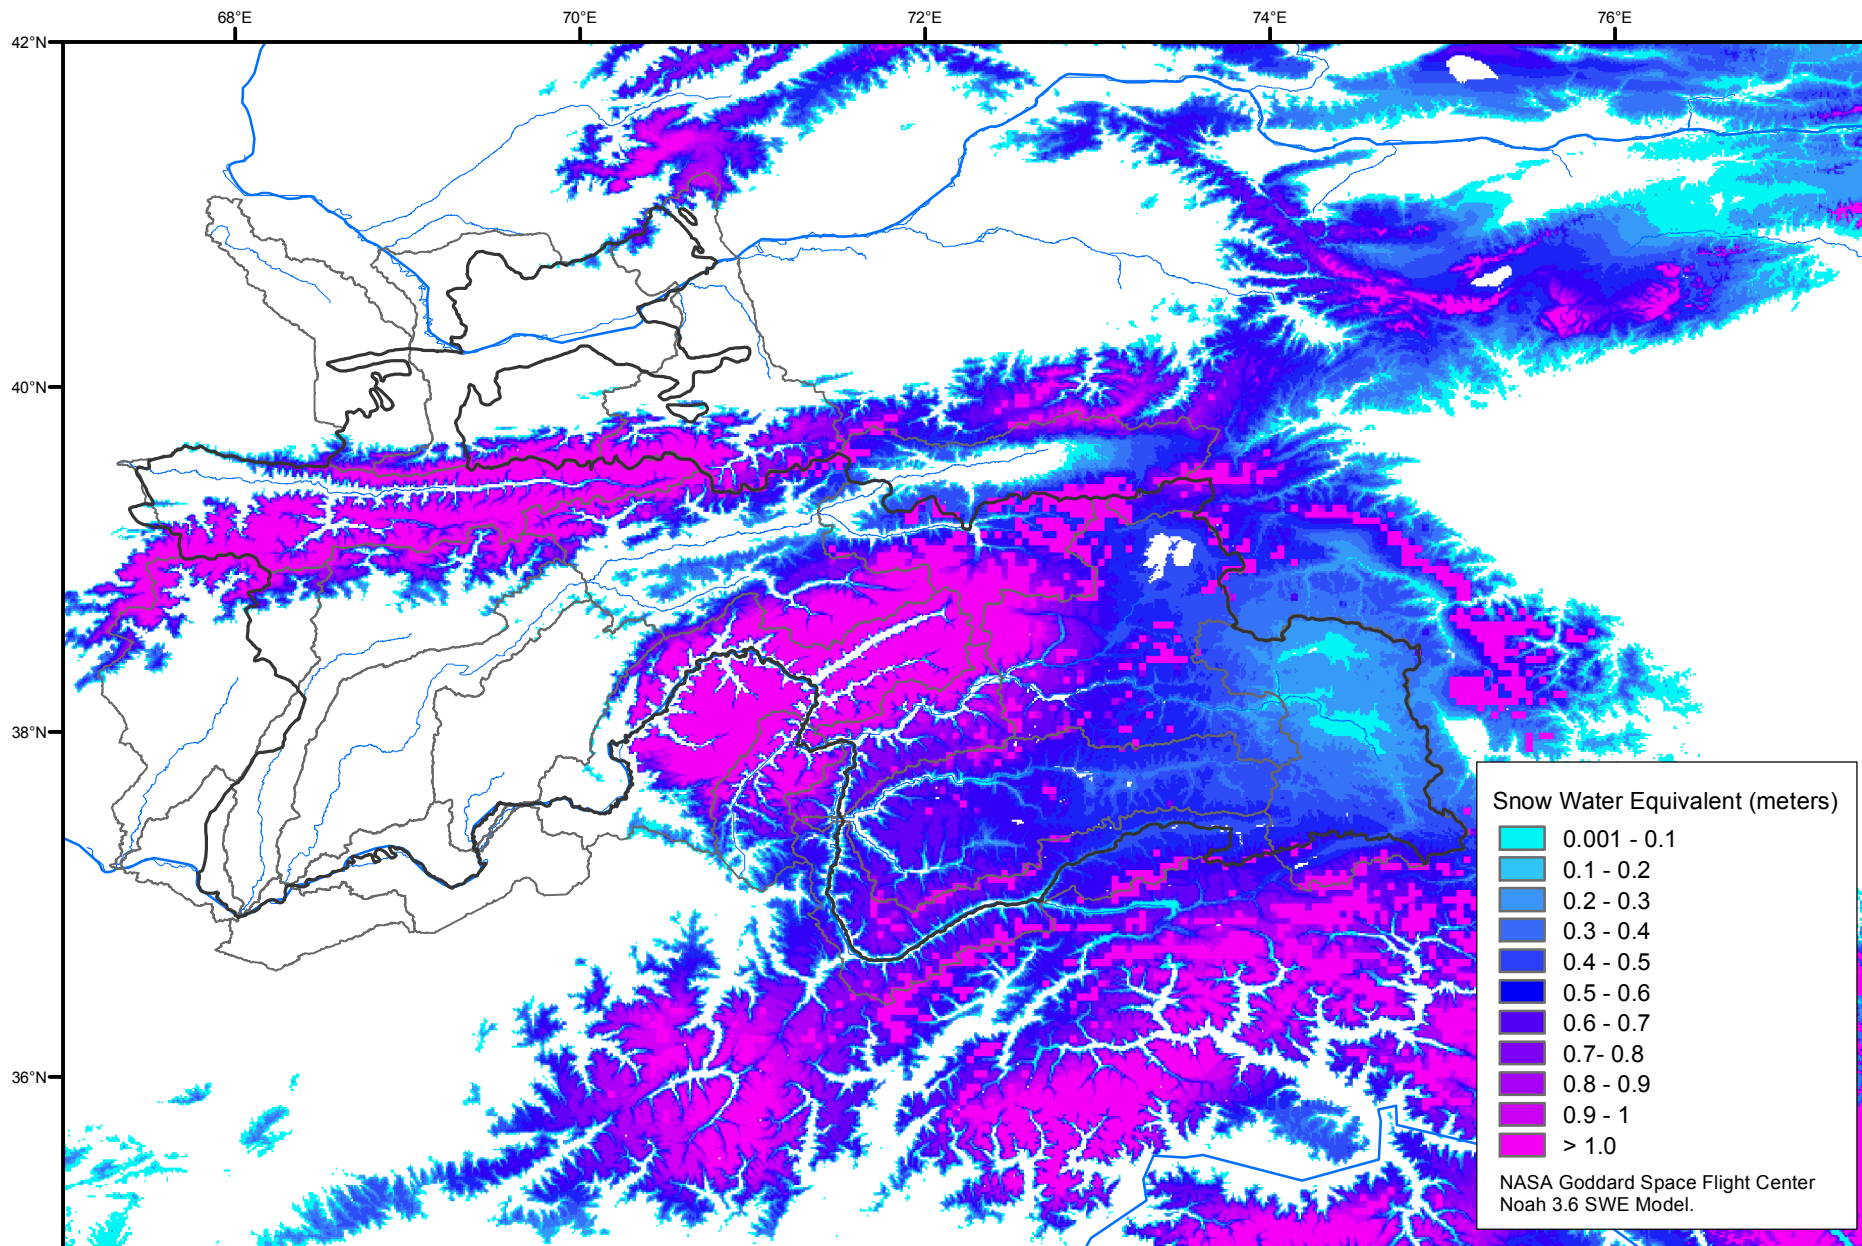 68°E 70°E 72°E 74°E 76°E
42°N
40°N
38°N
36°N
Snow Water Equivalent (meters)
0.001 - 0.1
0.1 - 0.2
0.2 - 0.3
0.3 - 0.4
0.4 - 0.5
0.5 - 0.6
0.6 - 0.7
0.7- 0.8
0.8 - 0.9
0.9 - 1
> 1.0
NASA Goddard Space Flight Center
Noah 3.6 SWE Model.